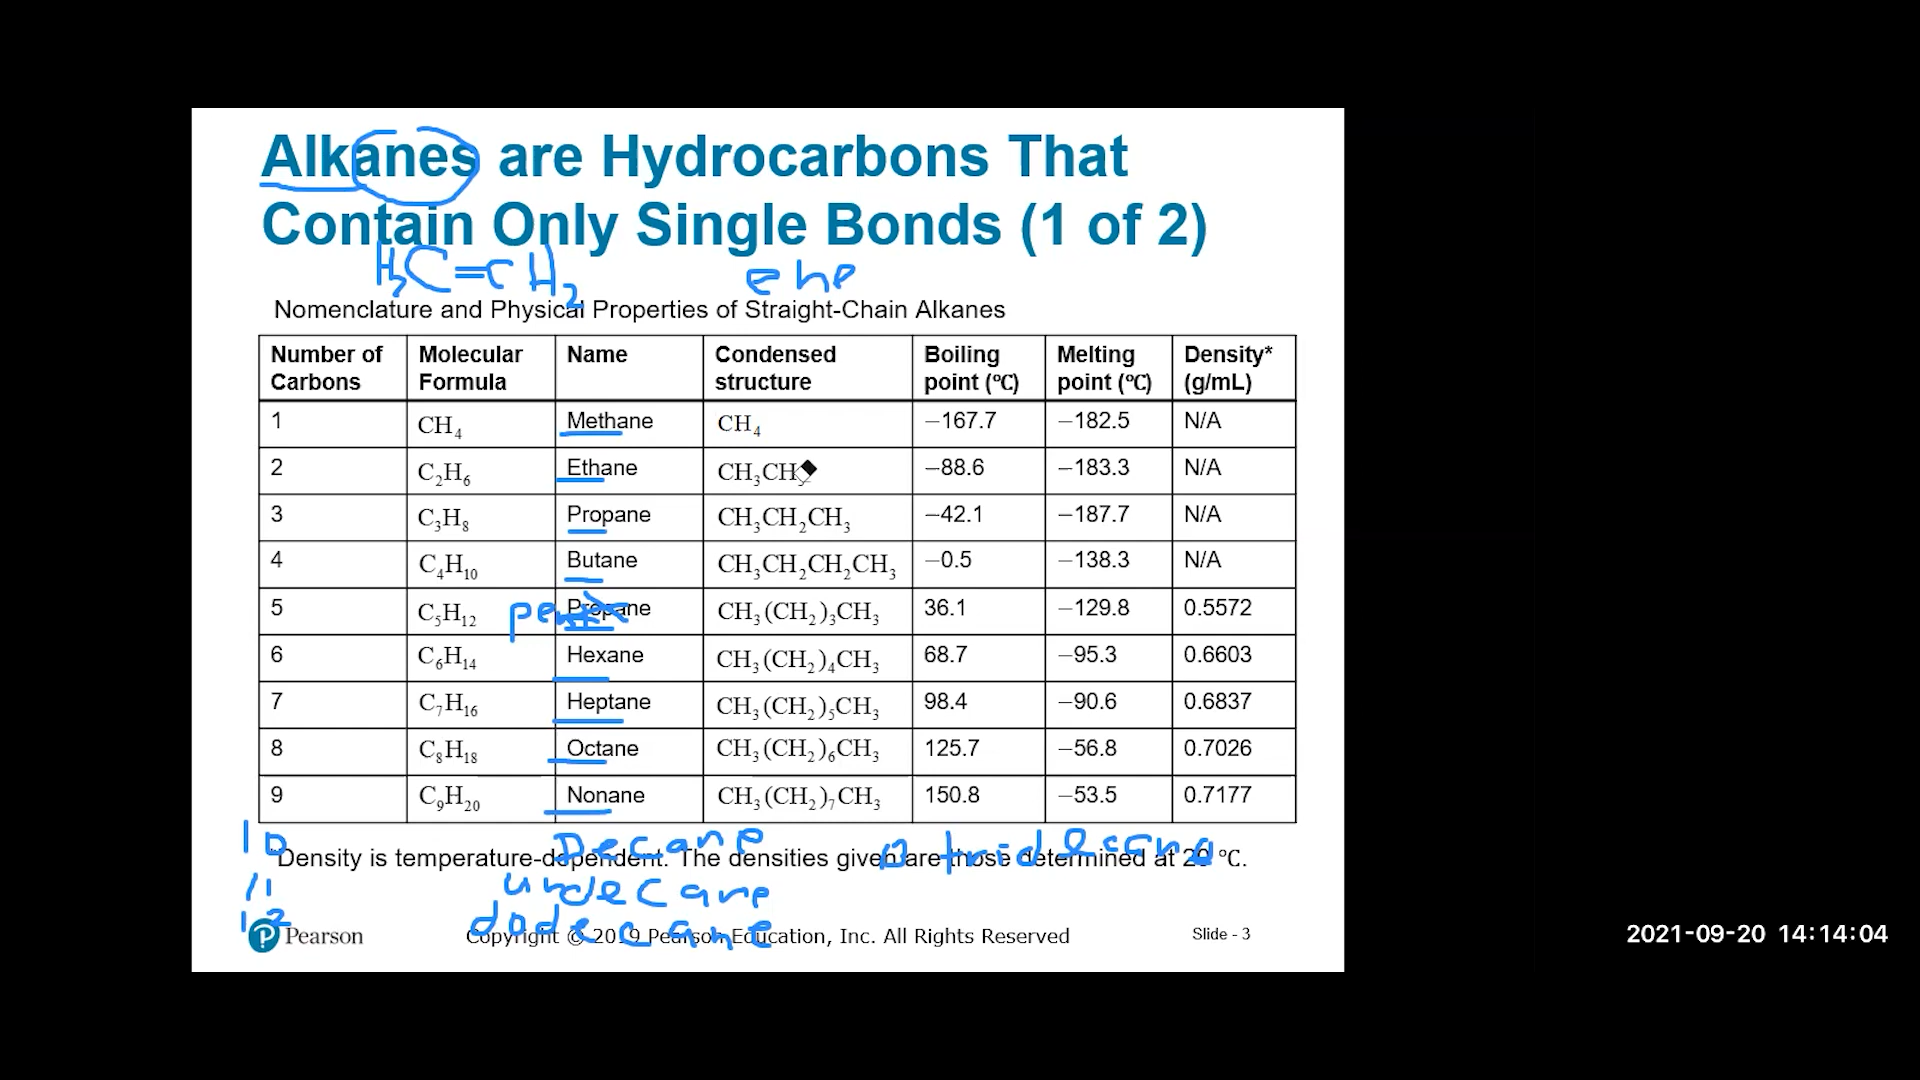 Alkanes are Hydrocarbons That
Contain Only Single Bonds (1 of 2)
H₂C=CH₂ ene
Nomenclature and Physical Properties of Straight-Chain Alkanes
Number of Carbons Molecular Formula Name Condensed structure Boiling point (℃) Melting point (℃) Density* (g/mL)
1 CH₄ Methane CH₄ −167.7 −182.5 N/A
2 C₂H₆ Ethane CH₃CH₃ −88.6 −183.3 N/A
3 C₃H₈ Propane CH₃CH₂CH₃ −42.1 −187.7 N/A
4 C₄H₁₀ Butane CH₃CH₂CH₂CH₃ −0.5 −138.3 N/A
5 C₅H₁₂ Propane CH₃(CH₂)₃CH₃ 36.1 −129.8 0.5572
6 C₆H₁₄ Hexane CH₃(CH₂)₄CH₃ 68.7 −95.3 0.6603
7 C₇H₁₆ Heptane CH₃(CH₂)₅CH₃ 98.4 −90.6 0.6837
8 C₈H₁₈ Octane CH₃(CH₂)₆CH₃ 125.7 −56.8 0.7026
9 C₉H₂₀ Nonane CH₃(CH₂)₇CH₃ 150.8 −53.5 0.7177
10 Decane tridecane
*Density is temperature-dependent. The densities given are those determined at 20 ℃.
11 undecane
12 dodecane
Pearson Copyright © 2019 Pearson Education, Inc. All Rights Reserved Slide - 3
2021-09-20 14:14:04